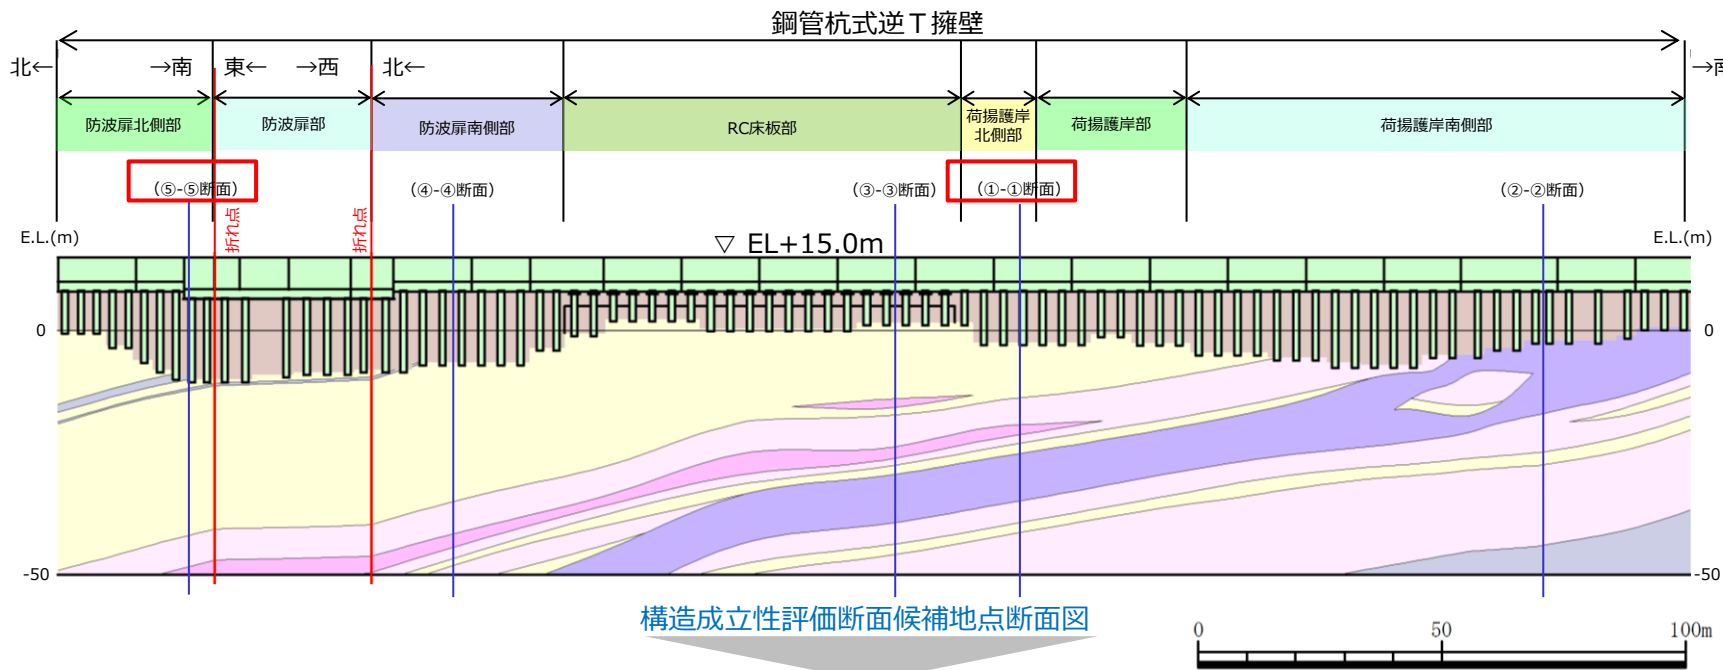 鋼管杭式逆T擁壁
北← →南 東← →西 北← →南
防波扉北側部 防波扉部 防波扉南側部 RC床板部 荷揚護岸
北側部 荷揚護岸部 荷揚護岸南側部
(⑤-⑤断面) (④-④断面) (③-③断面) (①-①断面) (②-②断面)
折れ点 折れ点
E.L.(m) ▽ EL+15.0m E.L.(m)
0 0
-50 -50
構造成立性評価断面候補地点断面図
0 50 100m